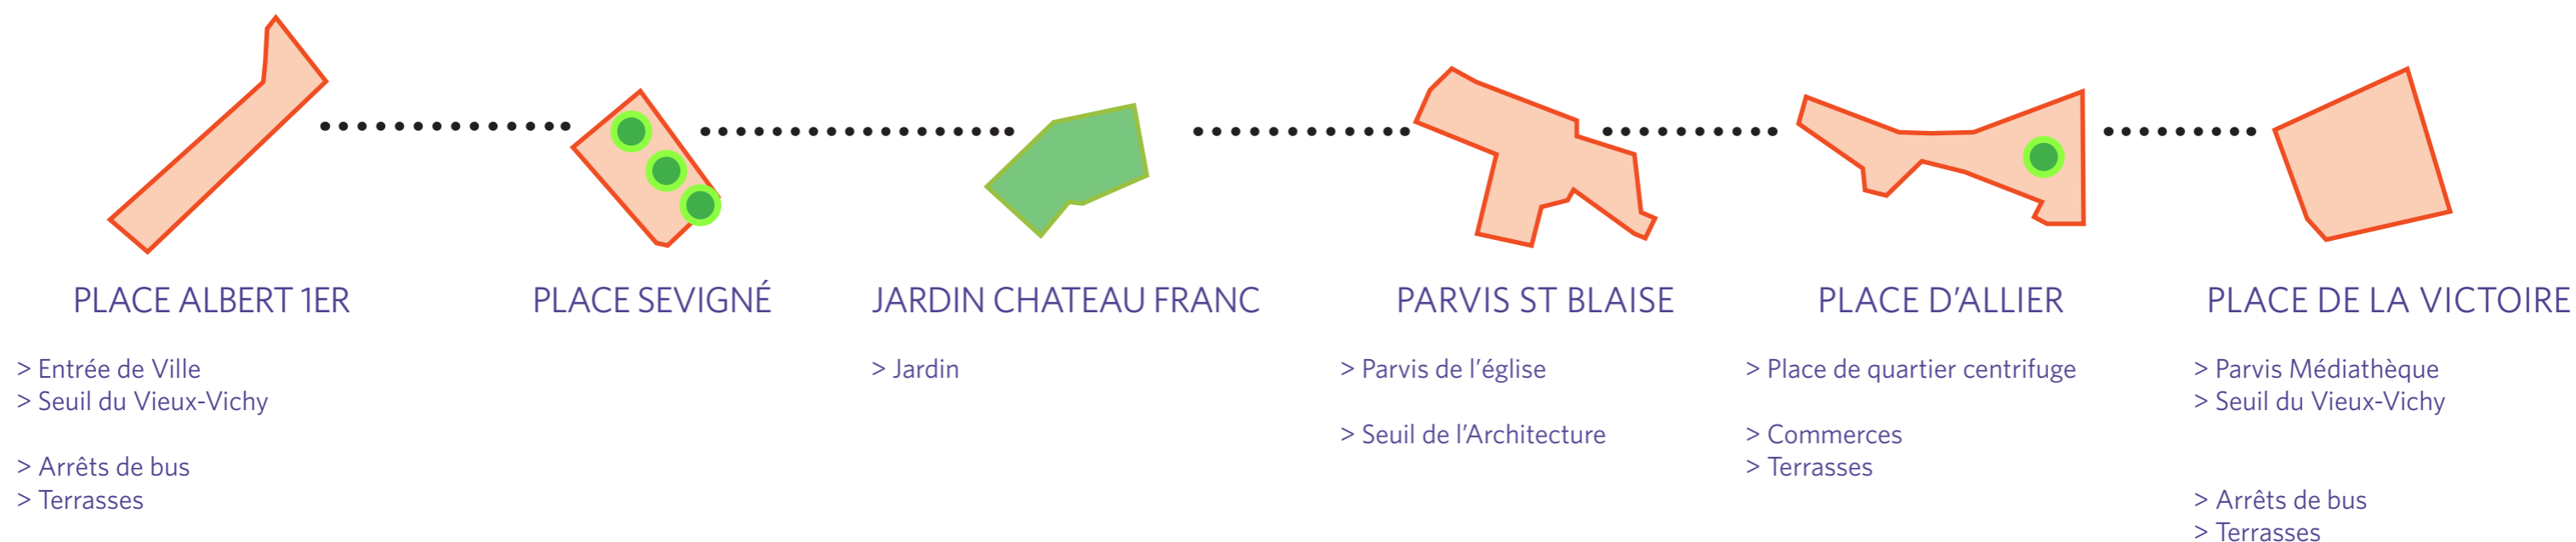 PLACE ALBERT 1ER
> Entrée de Ville
> Seuil du Vieux-Vichy
> Arrêts de bus
> Terrasses
PLACE SEVIGNÉ
JARDIN CHATEAU FRANC
> Jardin
PARVIS ST BLAISE
> Parvis de l'église
> Seuil de l'Architecture
PLACE D'ALLIER
> Place de quartier centrifuge
> Commerces
> Terrasses
PLACE DE LA VICTOIRE
> Parvis Médiathèque
> Seuil du Vieux-Vichy
> Arrêts de bus
> Terrasses